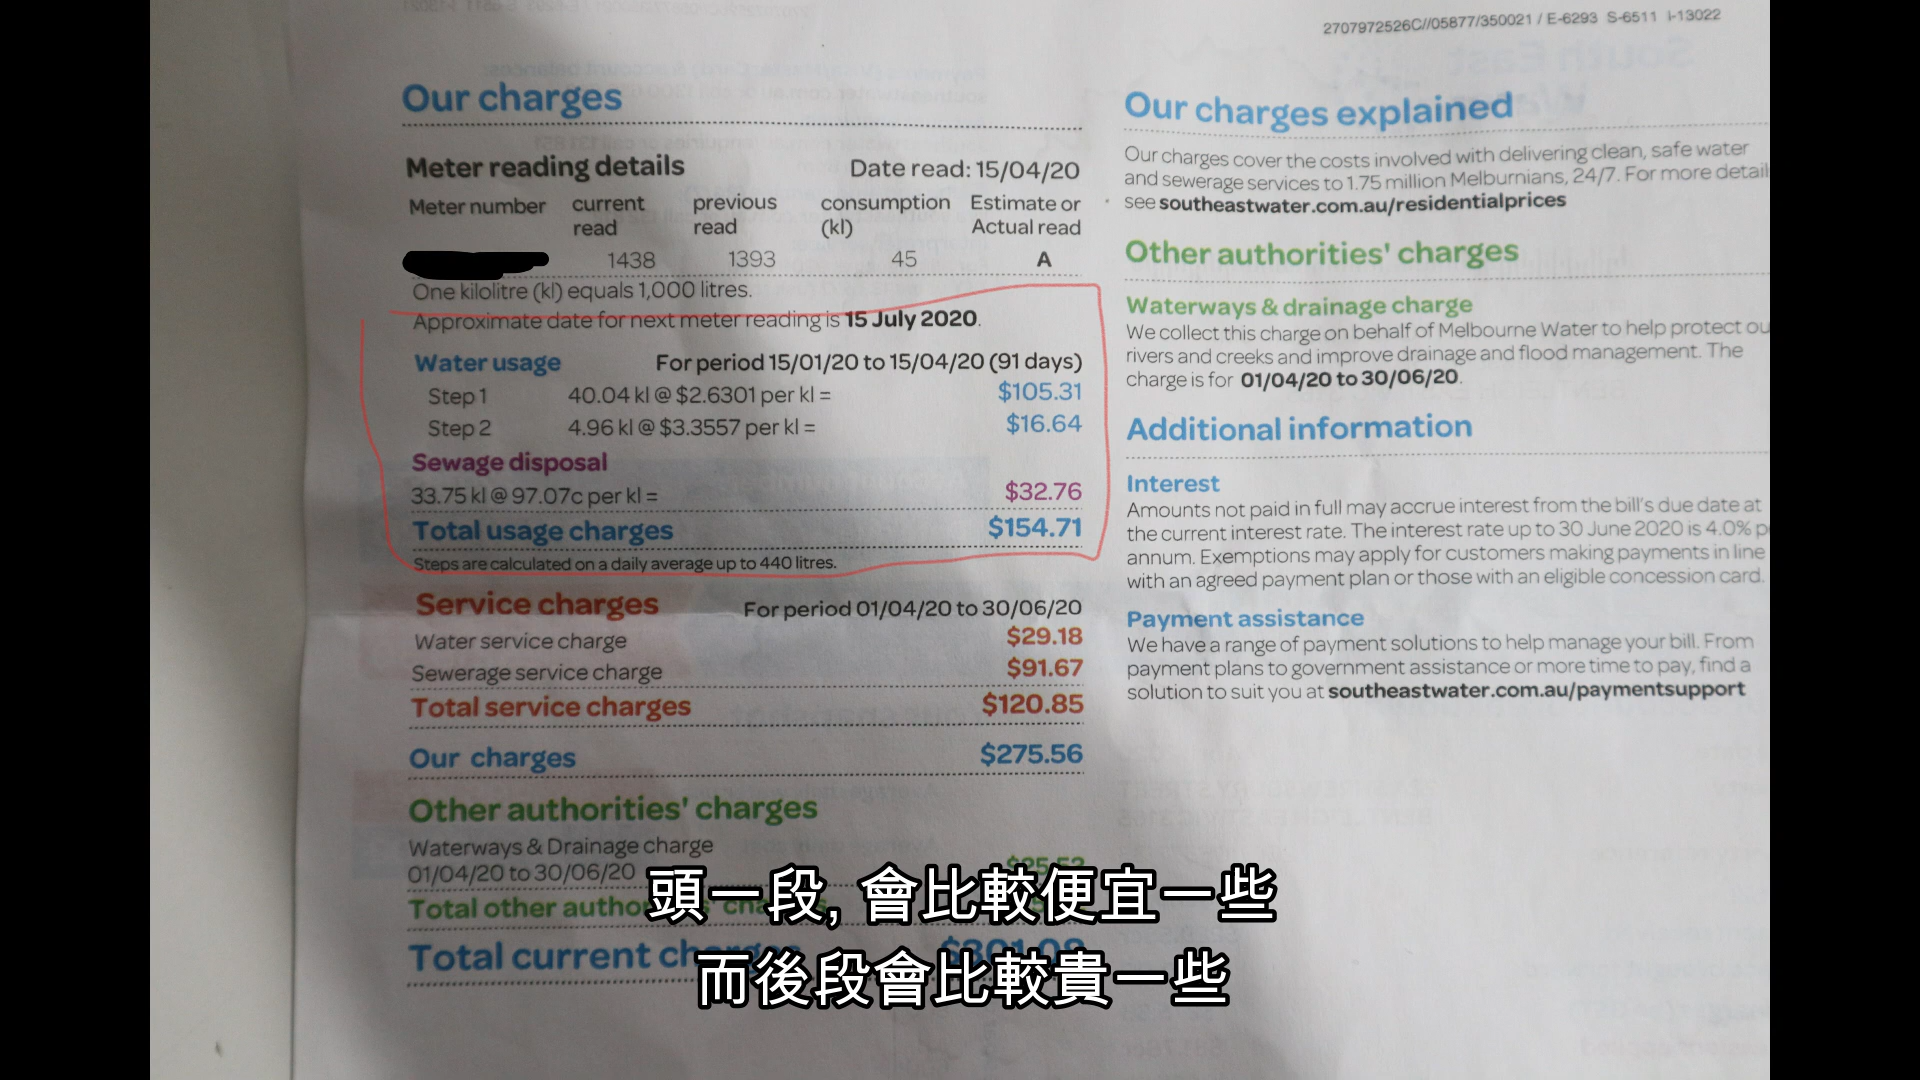 2707972526C//05877/350021 / E-6293 S-6511 I-13022
Our charges
Meter reading details Date read: 15/04/20
Meter number current read previous read consumption (kl) Estimate or Actual read
1438 1393 45 A
One kilolitre (kl) equals 1,000 litres.
Approximate date for next meter reading is 15 July 2020.
Water usage For period 15/01/20 to 15/04/20 (91 days)
Step 1 40.04 kl @ $2.6301 per kl = $105.31
Step 2 4.96 kl @ $3.3557 per kl = $16.64
Sewage disposal
33.75 kl @ 97.07c per kl = $32.76
Total usage charges $154.71
Steps are calculated on a daily average up to 440 litres.
Service charges For period 01/04/20 to 30/06/20
Water service charge $29.18
Sewerage service charge $91.67
Total service charges $120.85
Our charges $275.56
Other authorities' charges
Waterways & Drainage charge
01/04/20 to 30/06/20
Total other
Total current
Our charges explained
Our charges cover the costs involved with delivering clean, safe water
and sewerage services to 1.75 million Melburnians, 24/7. For more detail
see southeastwater.com.au/residentialprices
Other authorities' charges
Waterways & drainage charge
We collect this charge on behalf of Melbourne Water to help protect ou
rivers and creeks and improve drainage and flood management. The
charge is for 01/04/20 to 30/06/20.
Additional information
Interest
Amounts not paid in full may accrue interest from the bill's due date at
the current interest rate. The interest rate up to 30 June 2020 is 4.0% p
annum. Exemptions may apply for customers making payments in line
with an agreed payment plan or those with an eligible concession card.
Payment assistance
We have a range of payment solutions to help manage your bill. From
payment plans to government assistance or more time to pay, find a
solution to suit you at southeastwater.com.au/paymentsupport
頭一段, 會比較便宜一些
而後段會比較貴一些